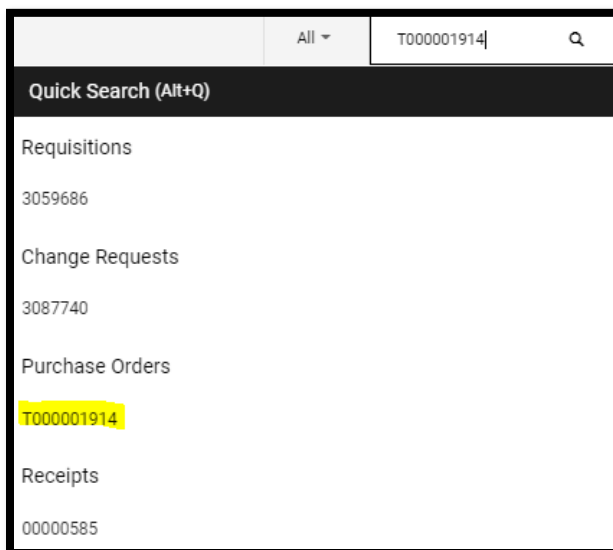 All T000001914
Quick Search (Alt+Q)
Requisitions
3059686
Change Requests
3087740
Purchase Orders
T000001914
Receipts
00000585